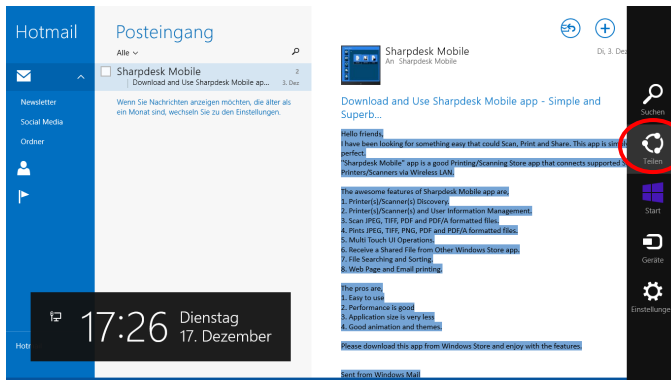 Hotmail
Newsletter
Social Media
Ordner
Posteingang
Alle
Sharpdesk Mobile 2
Download and Use Sharpdesk Mobile ap... 3. Dez
Wenn Sie Nachrichten anzeigen möchten, die älter als
ein Monat sind, wechseln Sie zu den Einstellungen.
Sharpdesk Mobile
An Sharpdesk Mobile
Di, 3. Dez
Download and Use Sharpdesk Mobile app - Simple and
Superb...
Hello friends,
I have been looking for something easy that could Scan, Print and Share. This app is simply
perfect.
"Sharpdesk Mobile" app is a good Printing/Scanning Store app that connects supported S
Printers/Scanners via Wireless LAN.
The awesome features of Sharpdesk Mobile app are,
1. Printer(s)/Scanner(s) Discovery.
2. Printer(s)/Scanner(s) and User Information Management.
3. Scan JPEG, TIFF, PDF and PDF/A formatted files.
4. Pints JPEG, TIFF, PNG, PDF and PDF/A formatted files.
5. Multi Touch UI Operations.
6. Receive a Shared File from Other Windows Store app.
7. File Searching and Sorting.
8. Web Page and Email printing.
The pros are,
1. Easy to use
2. Performance is good
3. Application size is very less
4. Good animation and themes.
Please download this app from Windows Store and enjoy with the features.
Sent from Windows Mail
Suchen
Teilen
Start
Geräte
Einstellunge
17:26
Dienstag
17. Dezember
Hotr